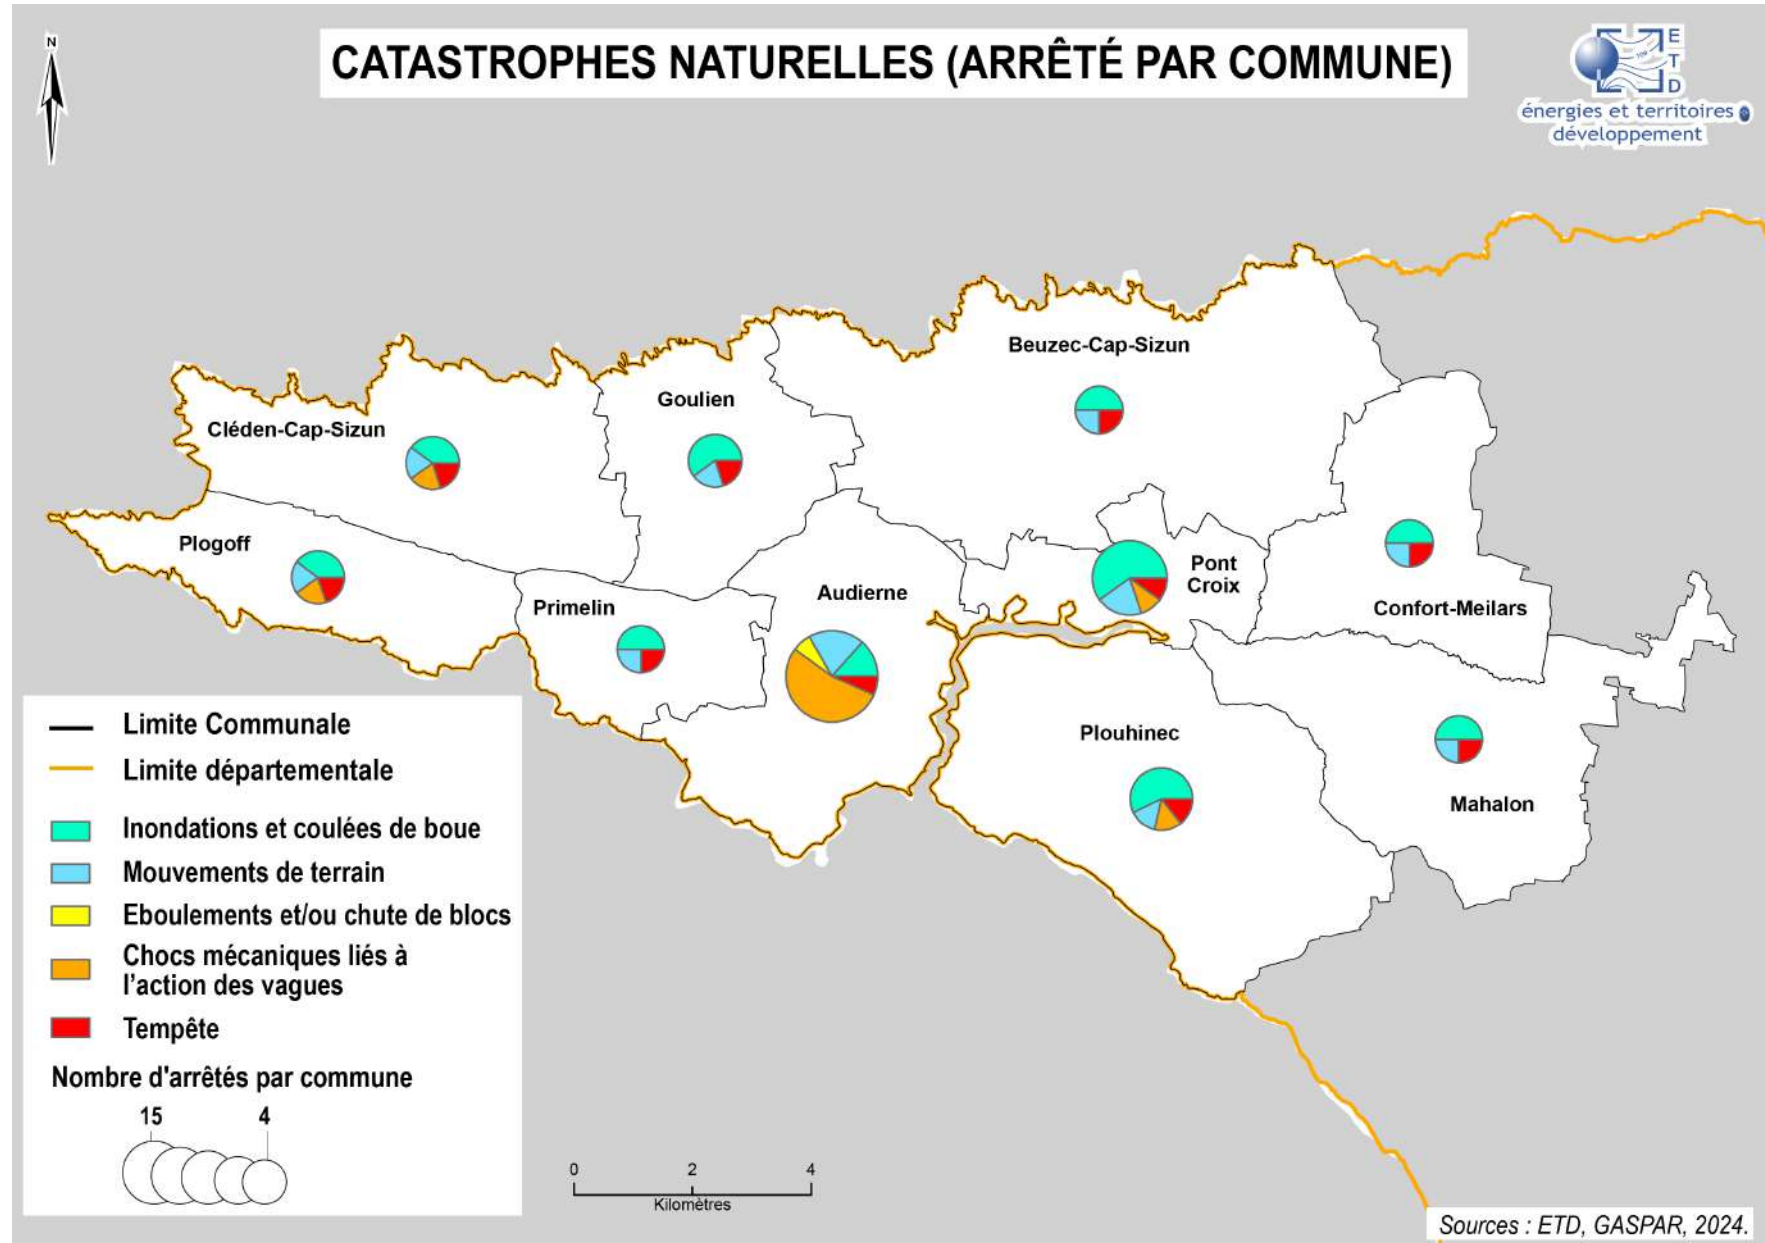 N
CATASTROPHES NATURELLES (ARRÊTÉ PAR COMMUNE)
E
T
D
énergies et territoires
développement
Beuzec-Cap-Sizun
Goulien
Cléden-Cap-Sizun
Plogoff
Primelin
Audierne
Pont
Croix
Confort-Meilars
Plouhinec
Mahalon
Limite Communale
Limite départementale
Inondations et coulées de boue
Mouvements de terrain
Eboulements et/ou chute de blocs
Chocs mécaniques liés à
l'action des vagues
Tempête
Nombre d'arrêtés par commune
15 4
0 2 4
Kilomètres
Sources : ETD, GASPAR, 2024.